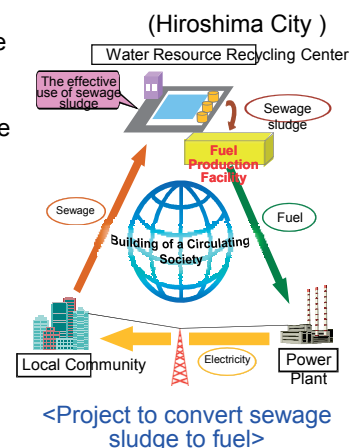 (Hiroshima City )
e
Water Resource Recycling Center
The effective
use of sewage
sludge
e
Sewage
sludge
Fuel
Production
Facility
Sewage
Fuel
Building of a Circulating
Society
Local Community
Electricity
Power
Plant
<Project to convert sewage
sludge to fuel>